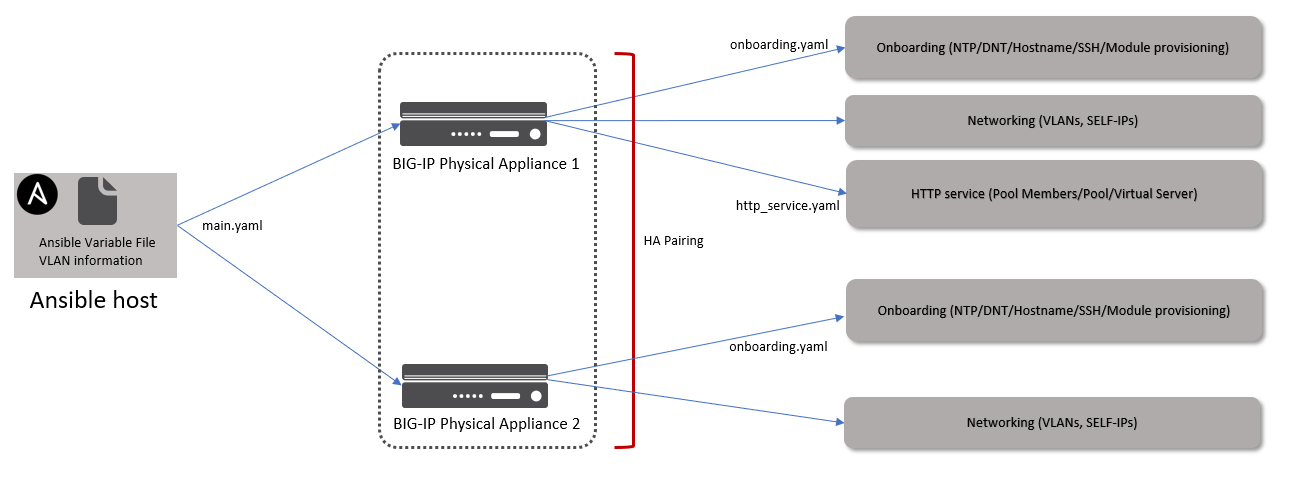 onboarding.yaml
Onboarding (NTP/DNT/Hostname/SSH/Module provisioning)
Networking (VLANs, SELF-IPs)
BIG-IP Physical Appliance 1
HTTP service (Pool Members/Pool/Virtual Server)
http_service.yaml
main.yaml
Ansible Variable File
VLAN information
Ansible host
HA Pairing
Onboarding (NTP/DNT/Hostname/SSH/Module provisioning)
onboarding.yaml
BIG-IP Physical Appliance 2
Networking (VLANs, SELF-IPs)